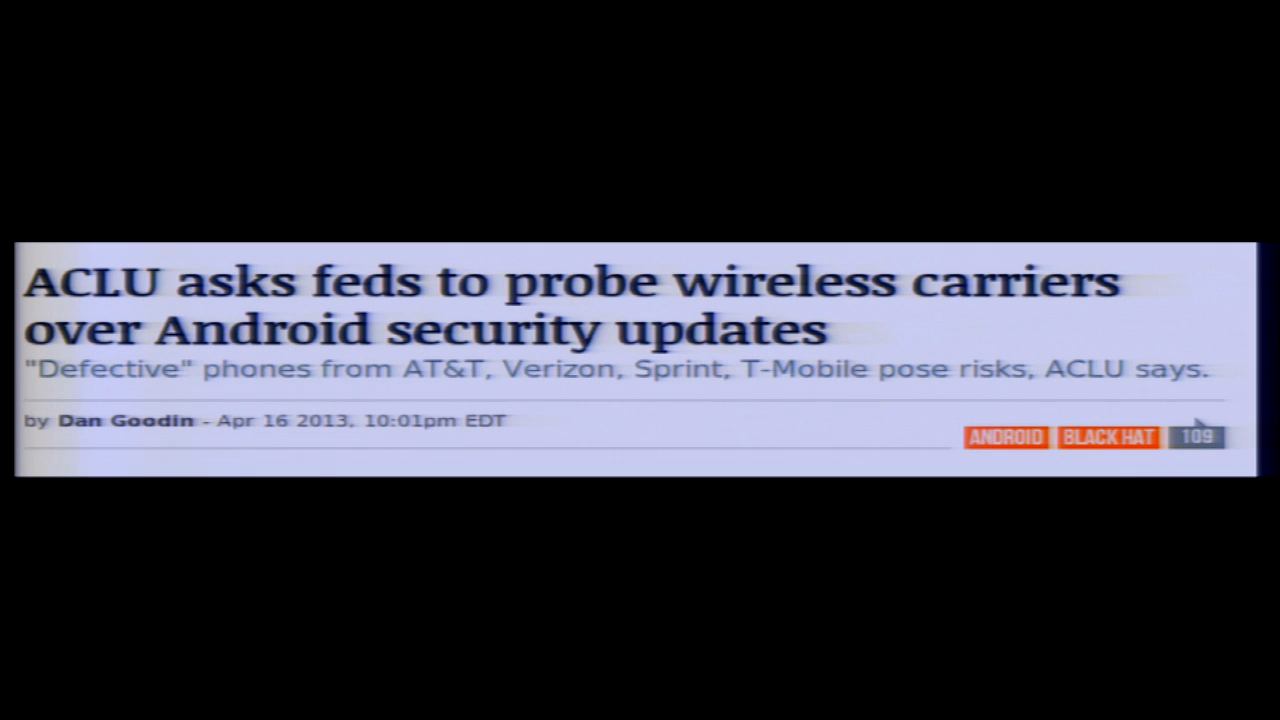 ACLU asks feds to probe wireless carriers
over Android security updates
"Defective" phones from AT&T, Verizon, Sprint, T-Mobile pose risks, ACLU says.
by Dan Goodin - Apr 16 2013, 10:01pm EDT
ANDROID BLACK HAT 109